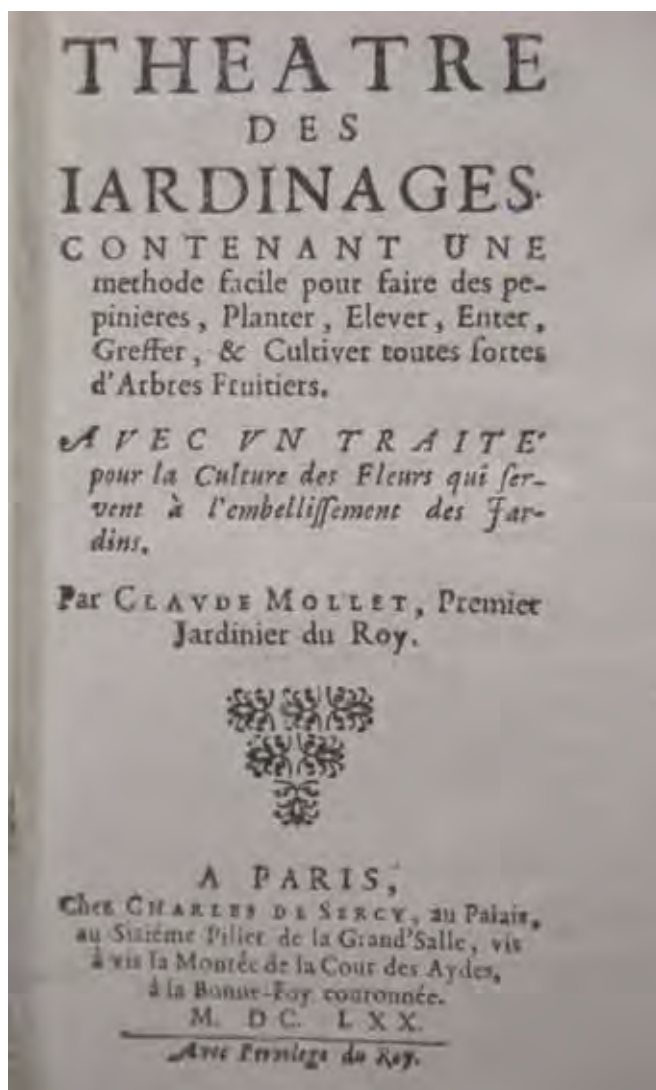 THEATRE
DES
IARDINAGES
CONTENANT UNE
methode facile pour faire des pe-
pinieres, Planter, Elever, Enter,
Greffer, & Cultiver toutes sortes
d'Arbres Fruitiers.
AVEC VN TRAITE'
pour la Culture des Fleurs qui ser-
vent à l'embellissement des Jar-
dins.
Par CLAVDE MOLLET, Premier
Jardinier du Roy.
A PARIS,
Chez CHARLES DE SERCY, au Palais,
au Sixiéme Pilier de la Grand'Salle, vis
à vis la Montée de la Cour des Aydes,
à la Bonne-Foy couronnée.
M. DC. LXX.
Avec Privilege du Roy.